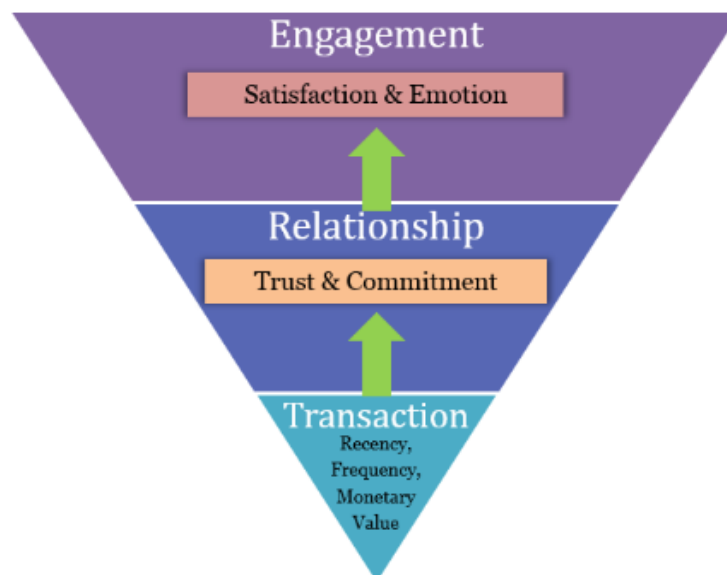 Engagement
Satisfaction & Emotion
Relationship
Trust & Commitment
Transaction
Recency,
Frequency,
Monetary
Value